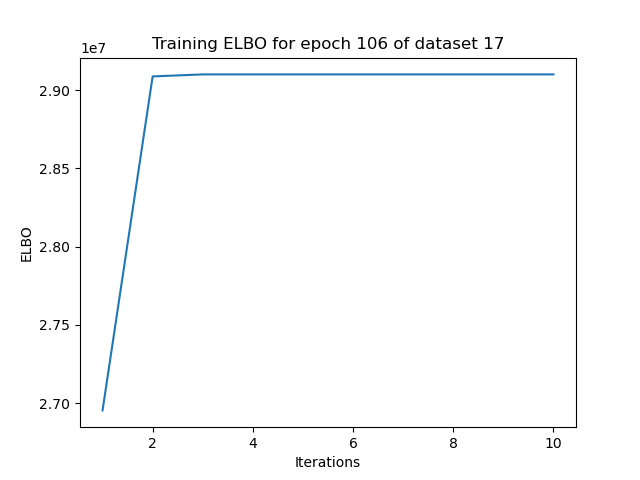 Training ELBO for epoch 106 of dataset 17
1e7
2.90
2.85
2.80
2.75
2.70
ELBO
2 4 6 8 10
Iterations